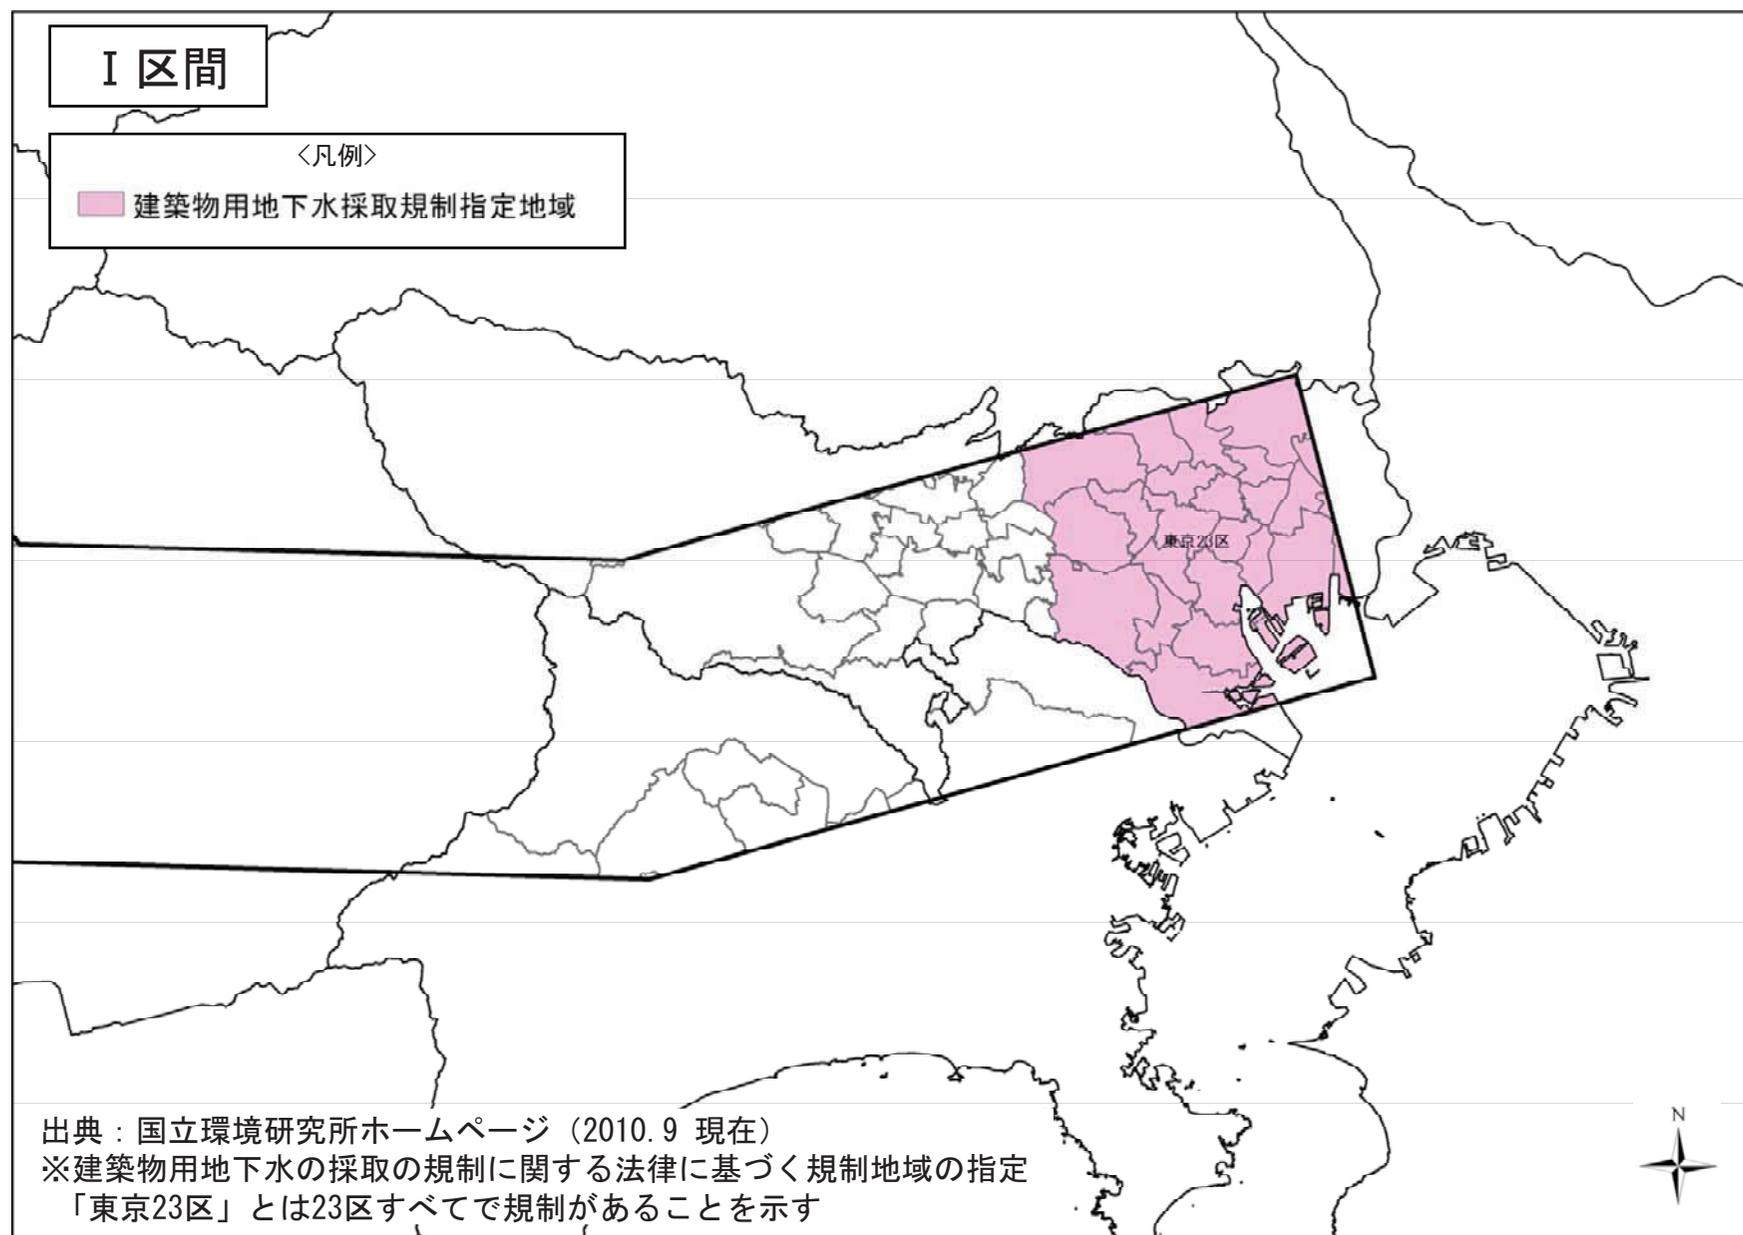 Ⅰ区間
〈凡例〉
建築物用地下水採取規制指定地域
東京23区
出典：国立環境研究所ホームページ（2010.9 現在）
※建築物用地下水の採取の規制に関する法律に基づく規制地域の指定
「東京23区」とは23区すべてで規制があることを示す
N